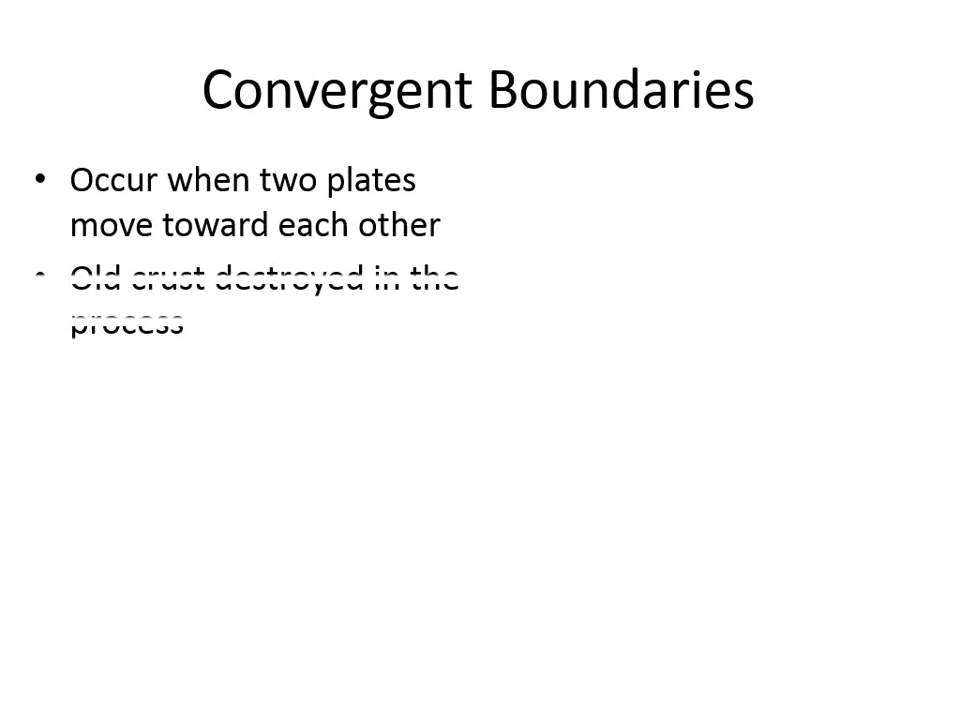 Convergent Boundaries
• Occur when two plates
move toward each other
• Old crust destroyed in the
process